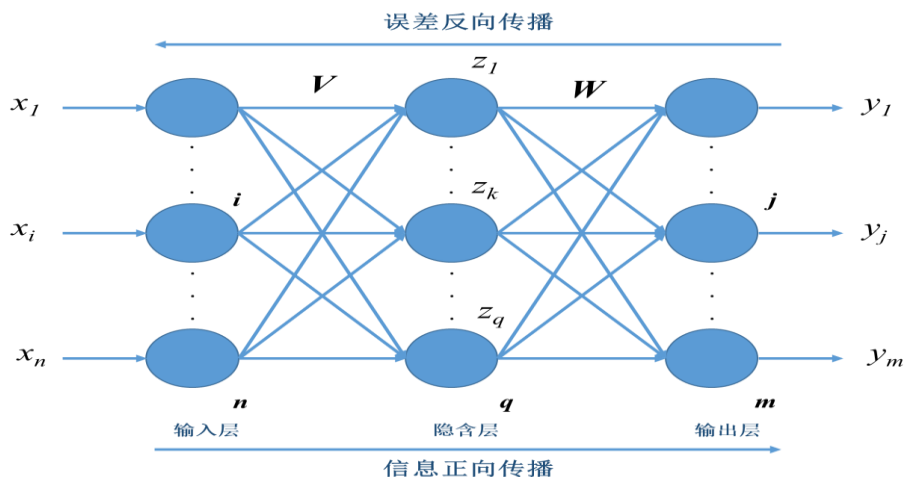 误差反向传播
z1
V W
x1 y1
zk
i j
xi yj
zq
xn ym
n q m
输入层 隐含层 输出层
信息正向传播